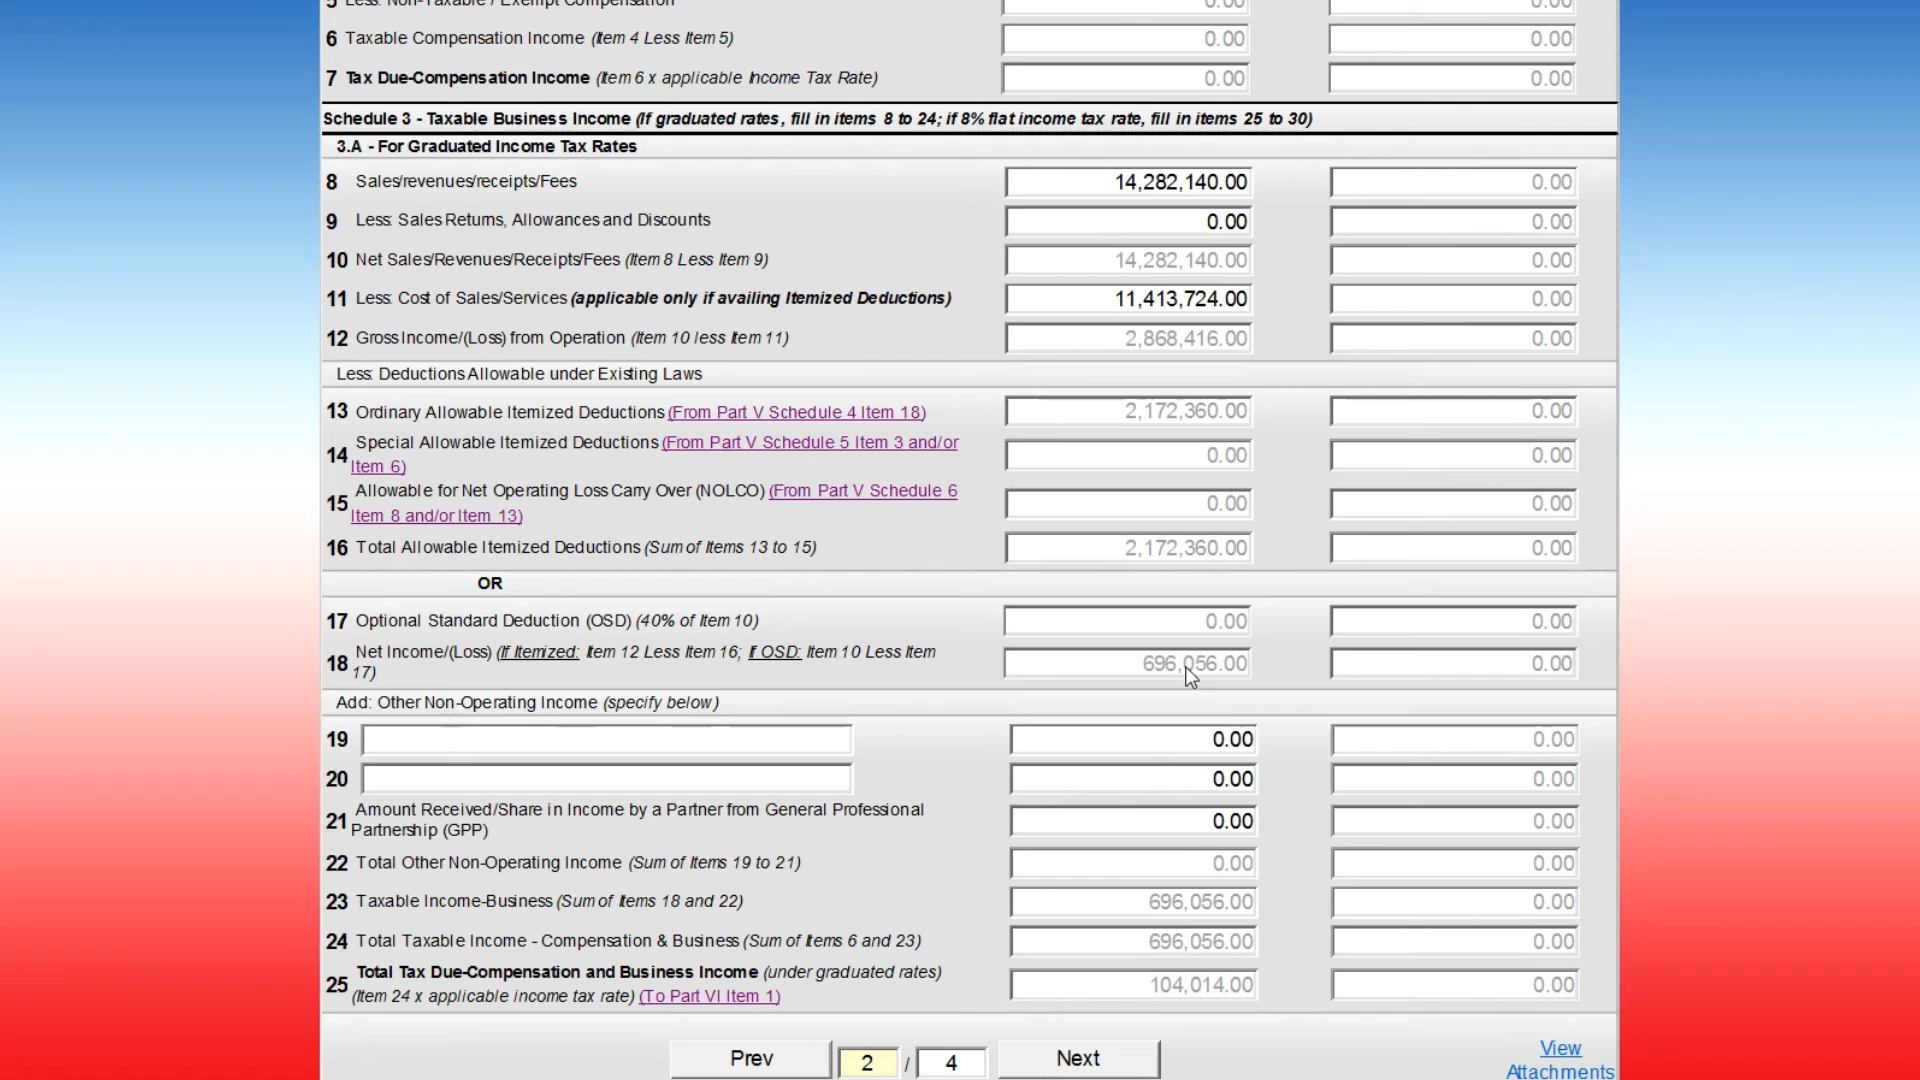 5 Less: Non-Taxable / Exempt Compensation 0.00 0.00
6 Taxable Compensation Income (Item 4 Less Item 5) 0.00 0.00
7 Tax Due-Compensation Income (Item 6 x applicable Income Tax Rate) 0.00 0.00
Schedule 3 - Taxable Business Income (If graduated rates, fill in items 8 to 24; if 8% flat income tax rate, fill in items 25 to 30)
3.A - For Graduated Income Tax Rates
8 Sales/revenues/receipts/Fees 14,282,140.00 0.00
9 Less: Sales Returns, Allowances and Discounts 0.00 0.00
10 Net Sales/Revenues/Receipts/Fees (Item 8 Less Item 9) 14,282,140.00 0.00
11 Less: Cost of Sales/Services (applicable only if availing Itemized Deductions) 11,413,724.00 0.00
12 Gross Income/(Loss) from Operation (Item 10 less Item 11) 2,868,416.00 0.00
Less: Deductions Allowable under Existing Laws
13 Ordinary Allowable Itemized Deductions (From Part V Schedule 4 Item 18) 2,172,360.00 0.00
14 Special Allowable Itemized Deductions (From Part V Schedule 5 Item 3 and/or 0.00 0.00
Item 6)
15 Allowable for Net Operating Loss Carry Over (NOLCO) (From Part V Schedule 6 0.00 0.00
Item 8 and/or Item 13)
16 Total Allowable Itemized Deductions (Sum of Items 13 to 15) 2,172,360.00 0.00
OR
17 Optional Standard Deduction (OSD) (40% of Item 10) 0.00 0.00
18 Net Income/(Loss) (If Itemized: Item 12 Less Item 16; If OSD: Item 10 Less Item 696,056.00 0.00
17)
Add: Other Non-Operating Income (specify below)
19 0.00 0.00
20 0.00 0.00
21 Amount Received/Share in Income by a Partner from General Professional 0.00 0.00
Partnership (GPP)
22 Total Other Non-Operating Income (Sum of Items 19 to 21) 0.00 0.00
23 Taxable Income-Business (Sum of Items 18 and 22) 696,056.00 0.00
24 Total Taxable Income - Compensation & Business (Sum of Items 6 and 23) 696,056.00 0.00
25 Total Tax Due-Compensation and Business Income (under graduated rates) 104,014.00 0.00
(Item 24 x applicable income tax rate) (To Part VI Item 1)
Prev 2 / 4 Next View
Attachments